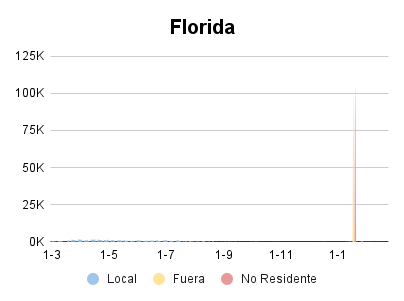 Florida
125K
100K
75K
50K
25K
0K
1-3 1-5 1-7 1-9 1-11 1-1
Local Fuera No Residente